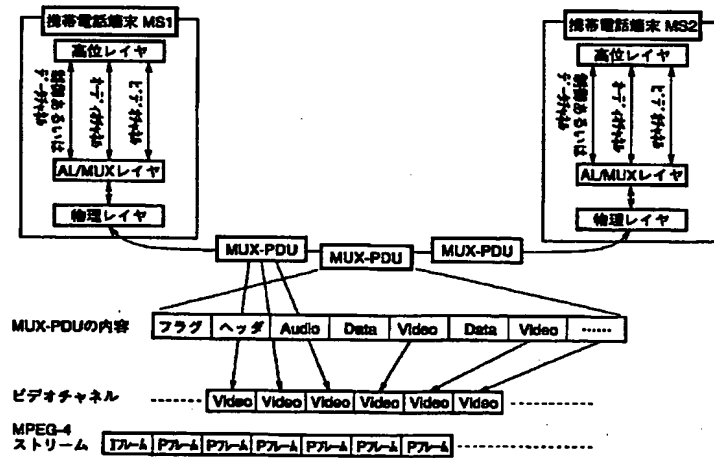 携帯電話端末 MS1
高位レイヤ
制御あるいは
データチャネル
オーディオチャネル
ビデオチャネル
AL/MUXレイヤ
物理レイヤ
携帯電話端末 MS2
高位レイヤ
制御あるいは
データチャネル
オーディオチャネル
ビデオチャネル
AL/MUXレイヤ
物理レイヤ
MUX-PDU
MUX-PDU
MUX-PDU
MUX-PDUの内容
フラグ ヘッダ Audio Data Video Data Video ......
ビデオチャネル
Video Video Video Video Video Video
MPEG-4
ストリーム
Iフレーム Pフレーム Pフレーム Pフレーム Pフレーム Pフレーム Pフレーム